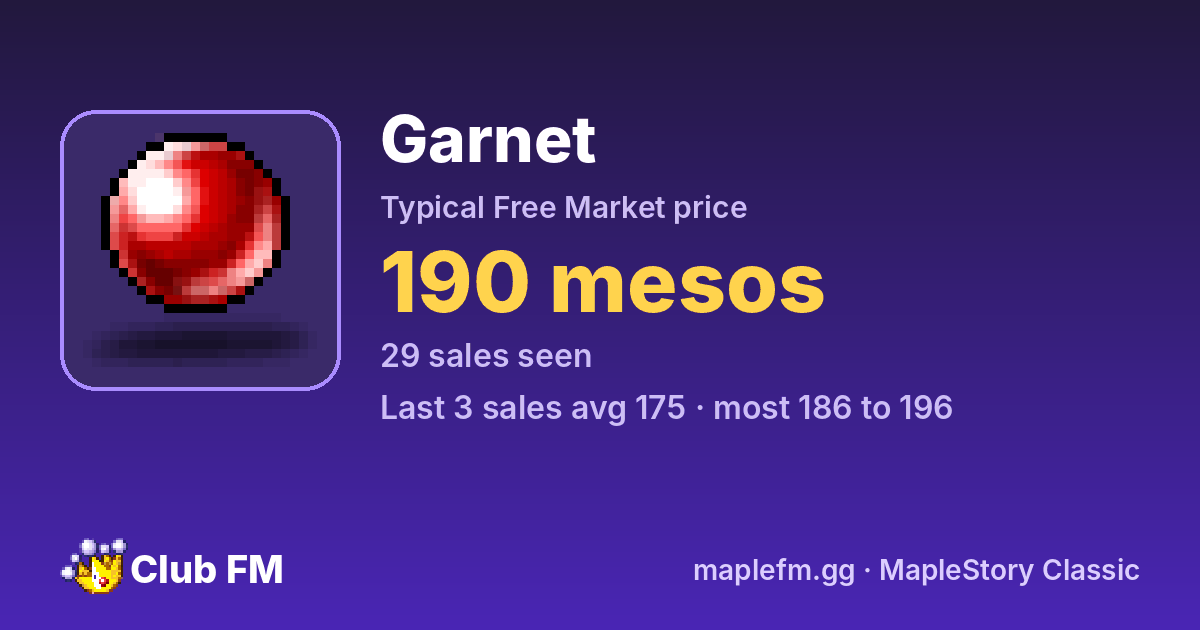 Garnet
Typical Free Market price
190 mesos
29 sales seen
Last 3 sales avg 175 · most 186 to 196
Club FM
maplefm.gg · MapleStory Classic